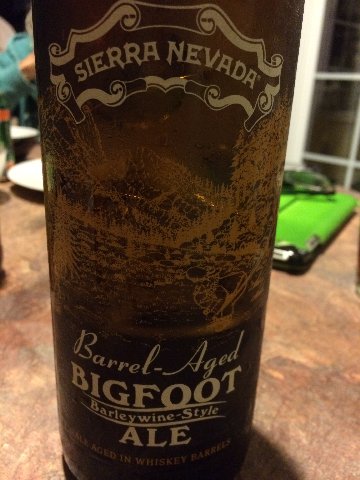 SIERRA NEVADA
Barrel-Aged
BIGFOOT
Barleywine-Style
ALE
ALE AGED IN WHISKEY BARRELS